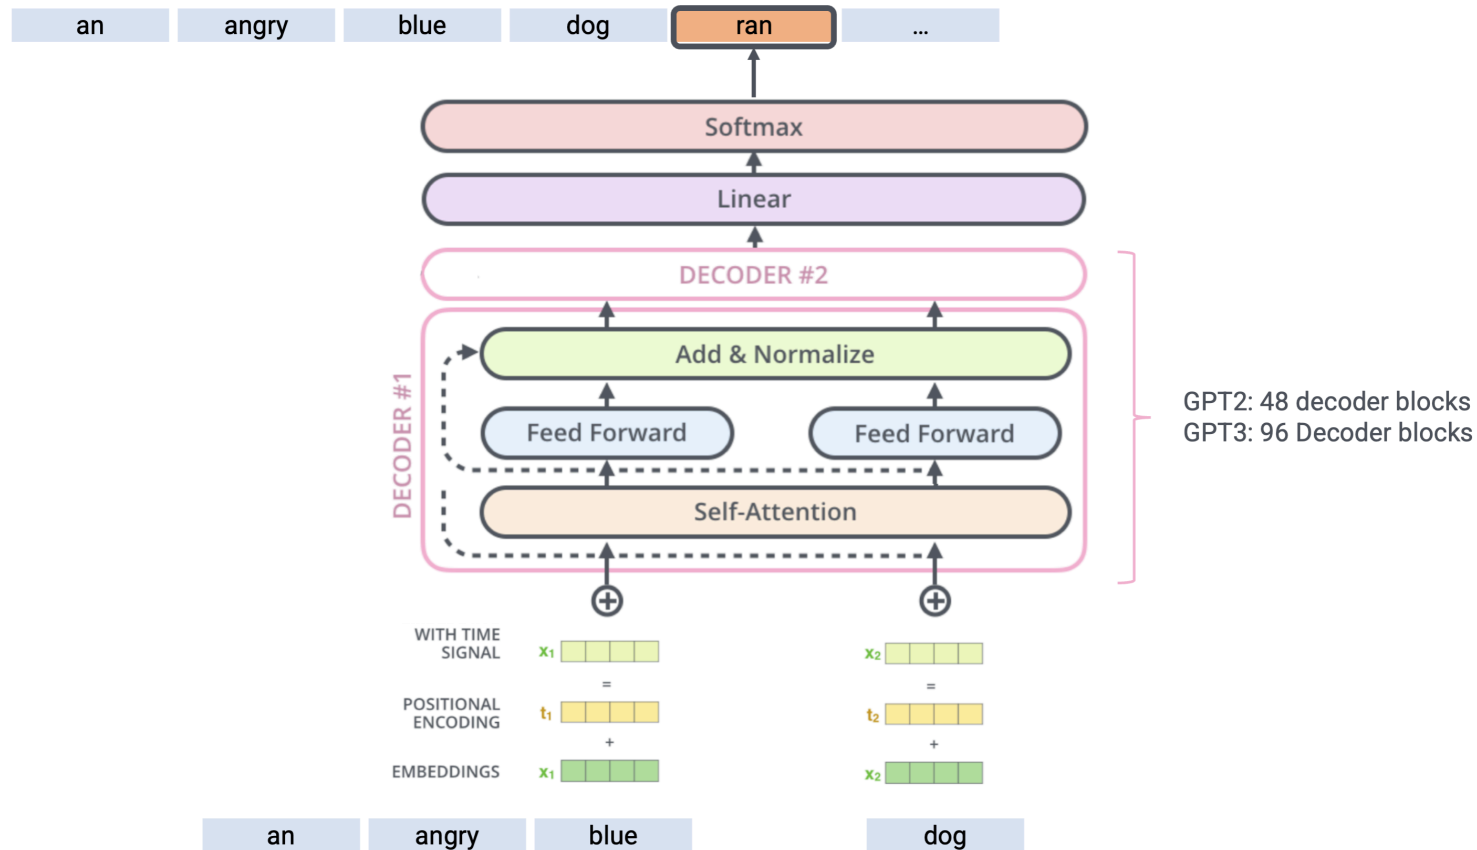 an angry blue dog ran ...
Softmax
Linear
DECODER #2
Add & Normalize
DECODER #1
Feed Forward Feed Forward
GPT2: 48 decoder blocks
GPT3: 96 Decoder blocks
Self-Attention
WITH TIME
SIGNAL
x₁ x₂
= =
POSITIONAL
ENCODING
t₁ t₂
+ +
EMBEDDINGS x₁ x₂
an angry blue dog